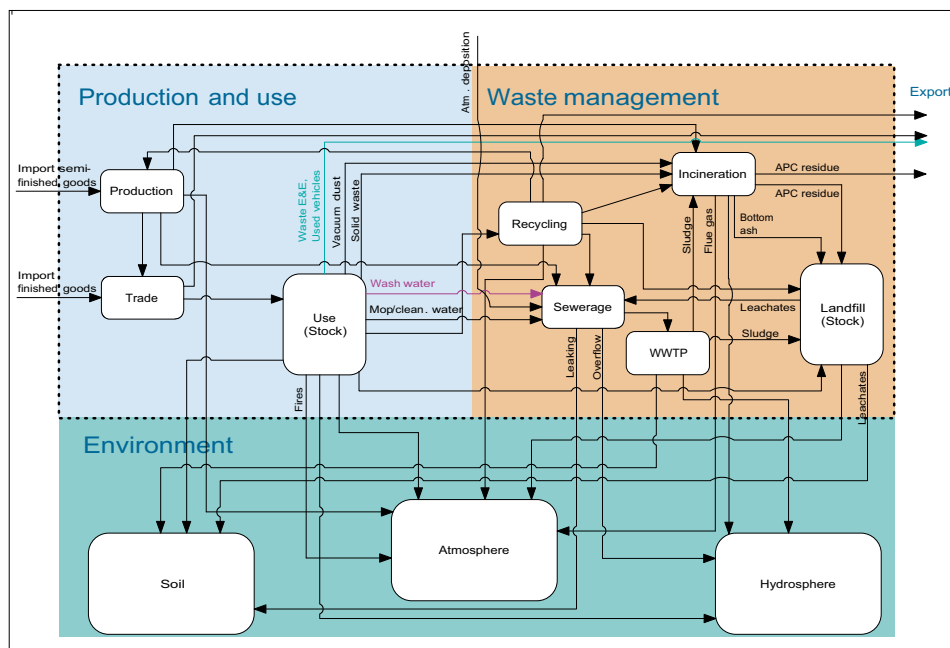 Atm . deposition
Production and use
Waste management
Export
Import semi-
finished goods
Production
Waste E&E,
Used vehicles
Vacuum dust
Solid waste
Recycling
Incineration
APC residue
APC residue
Sludge
Flue gas
Bottom
ash
Import
finished goods
Trade
Use
(Stock)
Wash water
Mop/clean . water
Sewerage
Leachates
Landfill
(Stock)
WWTP
Sludge
Fires
Leaking
Overflow
Leachates
Environment
Soil
Atmosphere
Hydrosphere